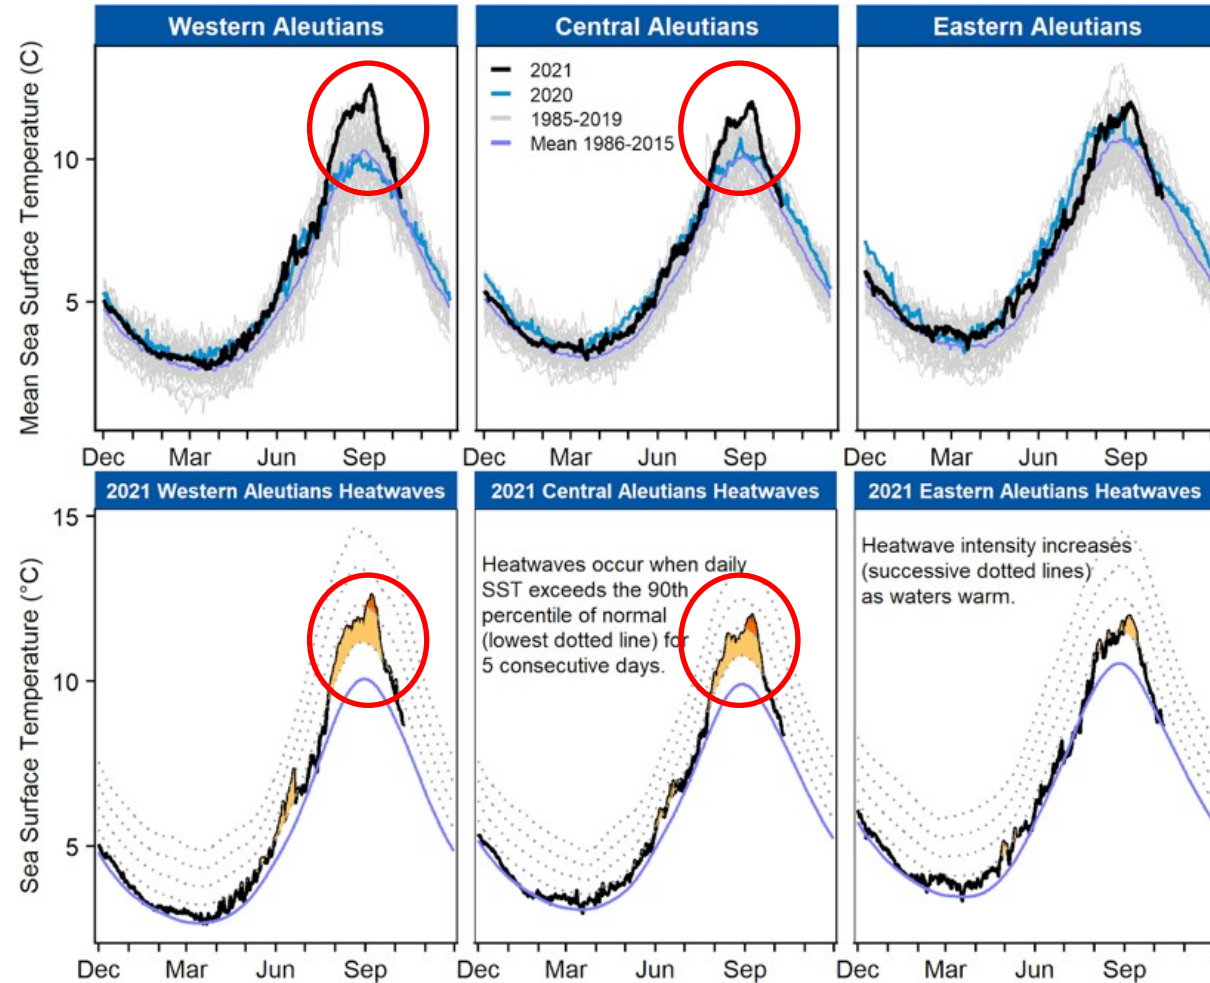 Western Aleutians
Central Aleutians
Eastern Aleutians
Mean Sea Surface Temperature (C)
10
5
2021
2020
1985-2019
Mean 1986-2015
Dec Mar Jun Sep
Dec Mar Jun Sep
Dec Mar Jun Sep
2021 Western Aleutians Heatwaves
2021 Central Aleutians Heatwaves
2021 Eastern Aleutians Heatwaves
Sea Surface Temperature (°C)
15
10
5
Heatwaves occur when daily
SST exceeds the 90th
percentile of normal
(lowest dotted line) for
5 consecutive days.
Heatwave intensity increases
(successive dotted lines)
as waters warm.
Dec Mar Jun Sep
Dec Mar Jun Sep
Dec Mar Jun Sep